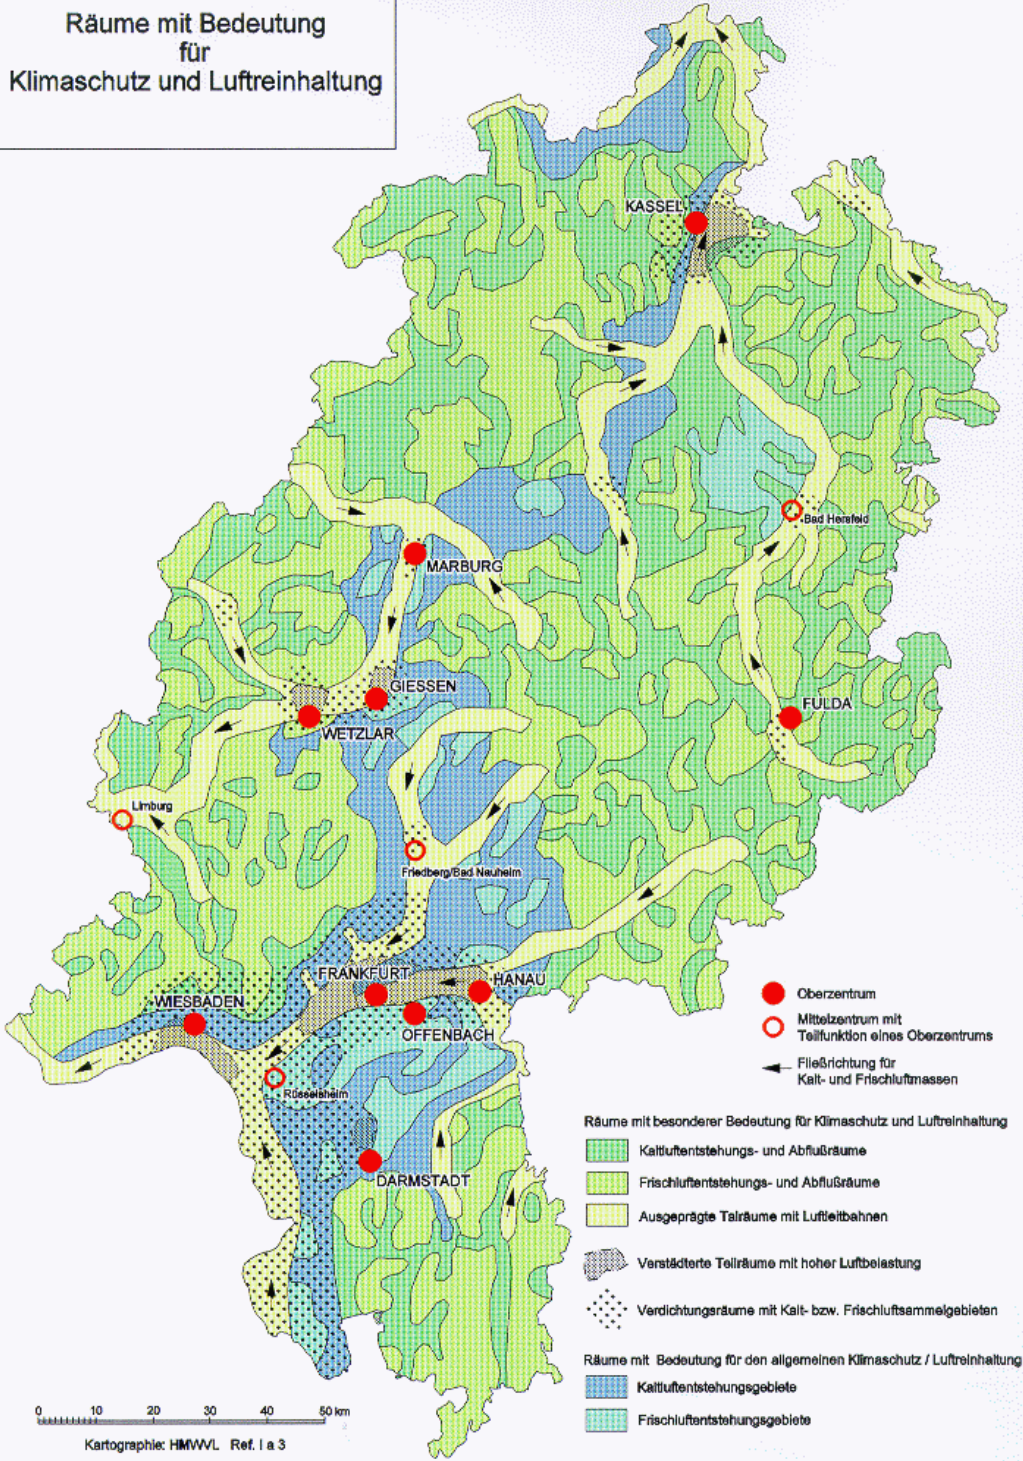 Räume mit Bedeutung
für
Klimaschutz und Luftreinhaltung
KASSEL
Bad Hersfeld
MARBURG
GIESSEN
WETZLAR
FULDA
Limburg
Friedberg/Bad Nauheim
FRANKFURT
HANAU
WIESBADEN
OFFENBACH
Rüsselsheim
DARMSTADT
Oberzentrum
Mittelzentrum mit
Teilfunktion eines Oberzentrums
Fließrichtung für
Kalt- und Frischluftmassen
Räume mit besonderer Bedeutung für Klimaschutz und Luftreinhaltung
Kaltluftentstehungs- und Abflußräume
Frischluftentstehungs- und Abflußräume
Ausgeprägte Talräume mit Luftleitbahnen
Verstädterte Teilräume mit hoher Luftbelastung
Verdichtungsräume mit Kalt- bzw. Frischluftsammelgebieten
Räume mit Bedeutung für den allgemeinen Klimaschutz / Luftreinhaltung
Kaltluftentstehungsgebiete
Frischluftentstehungsgebiete
0 10 20 30 40 50 km
Kartographie: HMWVL Ref. I a 3